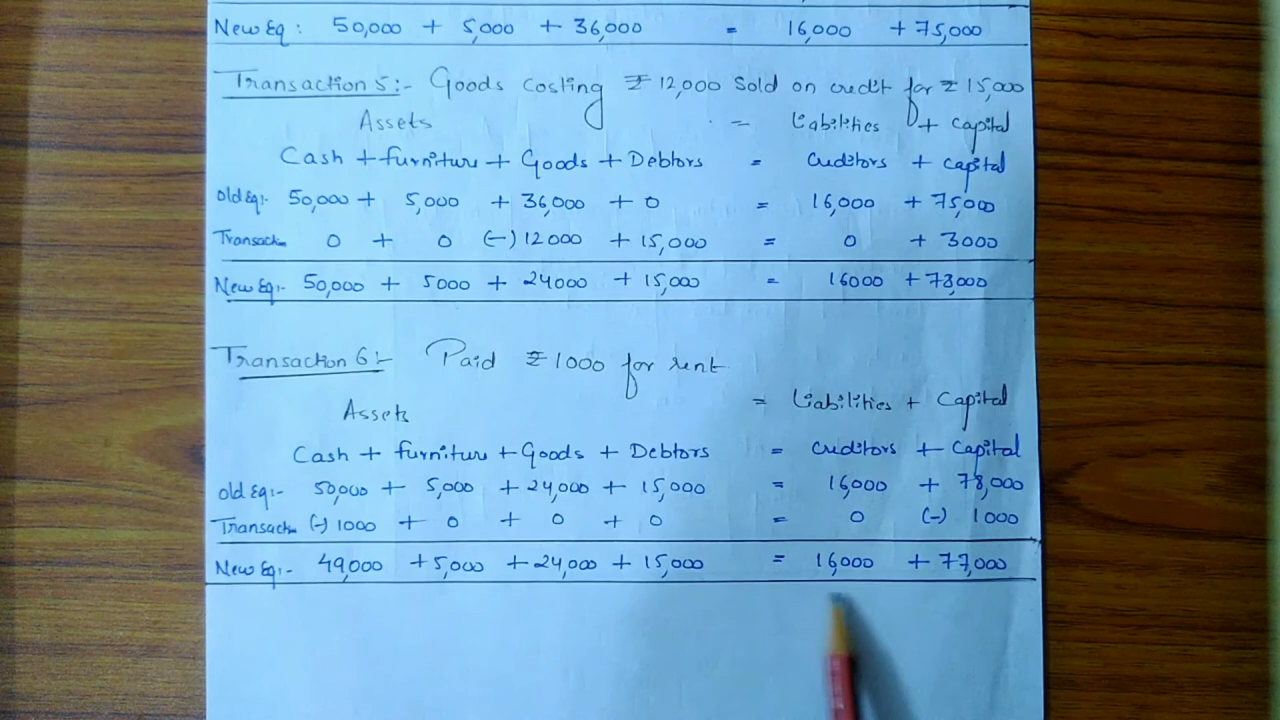 New Eq : 50,000 + 5,000 + 36,000 = 16,000 + 75,000
Transaction 5:- Goods costing ₹ 12,000 sold on credit for ₹ 15,000
Assets = Liabilities + capital
Cash + furniture + Goods + Debtors = creditors + capital
Old Eq:- 50,000 + 5,000 + 36,000 + 0 = 16,000 + 75,000
Transactn 0 + 0 (-) 12000 + 15,000 = 0 + 3000
New Eq:- 50,000 + 5000 + 24000 + 15,000 = 16000 + 78,000
Transaction 6:- Paid ₹ 1000 for rent
Assets = Liabilities + Capital
Cash + furniture + Goods + Debtors = creditors + Capital
Old Eq:- 50,000 + 5,000 + 24,000 + 15,000 = 16,000 + 78,000
Transactn (-) 1000 + 0 + 0 + 0 = 0 (-) 1000
New Eq:- 49,000 + 5,000 + 24,000 + 15,000 = 16,000 + 77,000